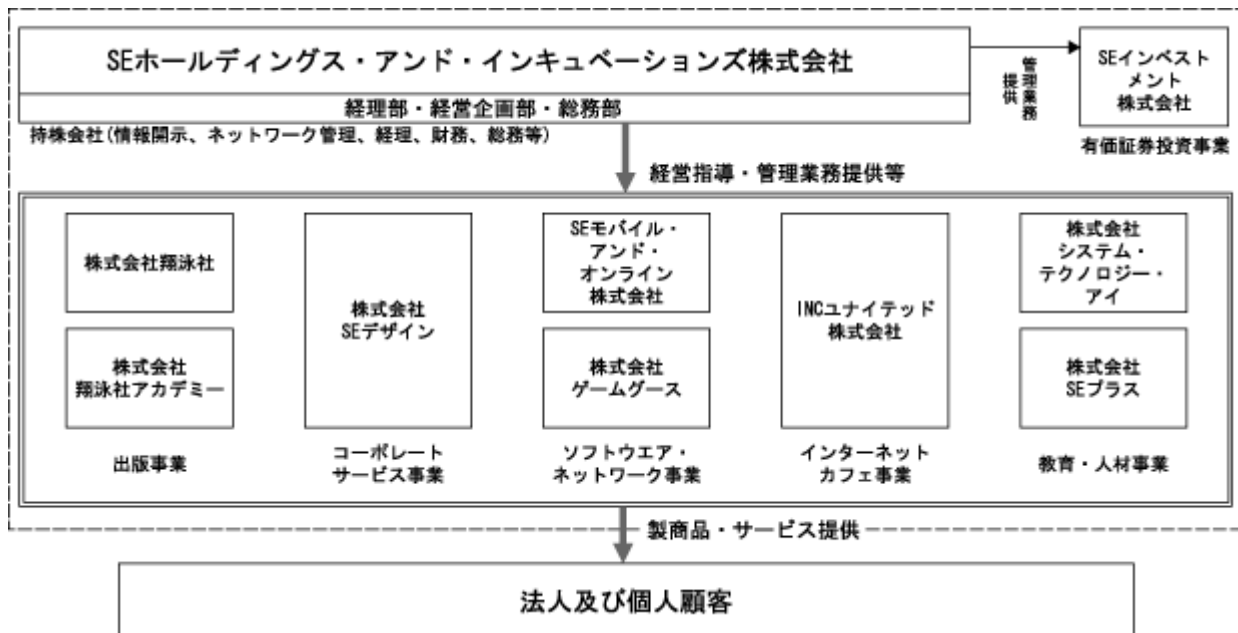 SEホールディングス・アンド・インキュベーションズ株式会社
経理部・経営企画部・総務部
持株会社(情報開示、ネットワーク管理、経理、財務、総務等)
管理業務
提供
SEインベスト
メント
株式会社
有価証券投資事業
経営指導・管理業務提供等
株式会社翔泳社
株式会社
翔泳社アカデミー
出版事業
株式会社
SEデザイン
コーポレート
サービス事業
SEモバイル・
アンド・
オンライン
株式会社
株式会社
ゲームグース
ソフトウエア・
ネットワーク事業
INCユナイテッド
株式会社
インターネット
カフェ事業
株式会社
システム・
テクノロジー・
アイ
株式会社
SEプラス
教育・人材事業
製商品・サービス提供
法人及び個人顧客